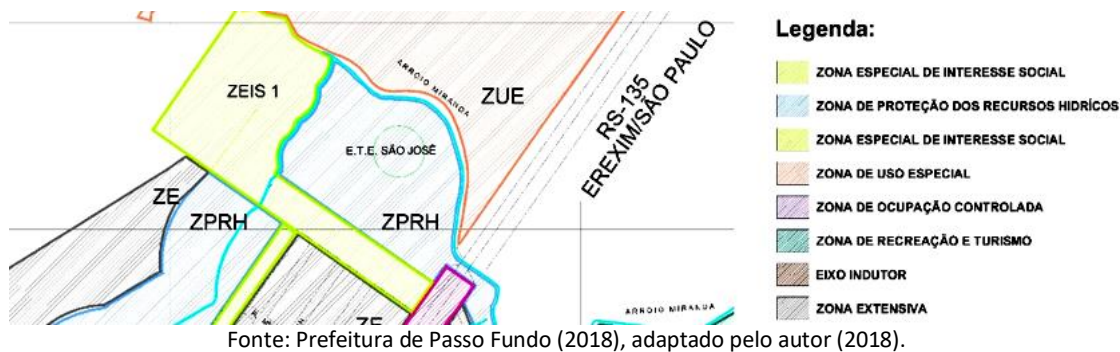 ZEIS 1
ARROIO MIRANDA
ZUE
RS-135
EREXIM/SÃO PAULO
E.T.E. SÃO JOSÉ
ZE
ZPRH
ZPRH
ZE
ARROIO MIRANDA
Legenda:
ZONA ESPECIAL DE INTERESSE SOCIAL
ZONA DE PROTEÇÃO DOS RECURSOS HIDRÍCOS
ZONA ESPECIAL DE INTERESSE SOCIAL
ZONA DE USO ESPECIAL
ZONA DE OCUPAÇÃO CONTROLADA
ZONA DE RECREAÇÃO E TURISMO
EIXO INDUTOR
ZONA EXTENSIVA
Fonte: Prefeitura de Passo Fundo (2018), adaptado pelo autor (2018).